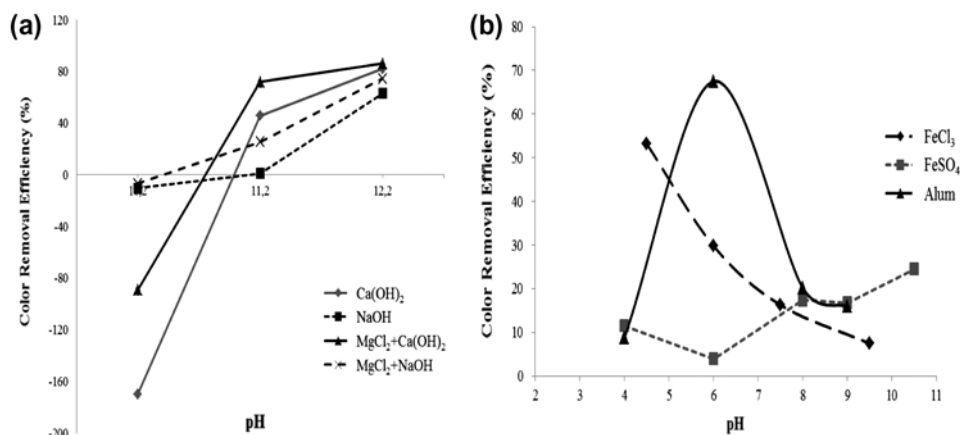 (a)
120
80
40
0
-40
-80
-120
-160
-200
Color Removal Efficiency (%)
11,2
12,2
pH
Ca(OH)₂
NaOH
MgCl₂+Ca(OH)₂
MgCl₂+NaOH
(b)
80
70
60
50
40
30
20
10
0
Color Removal Efficiency (%)
2 3 4 5 6 7 8 9 10 11
pH
FeCl₃
FeSO₄
Alum